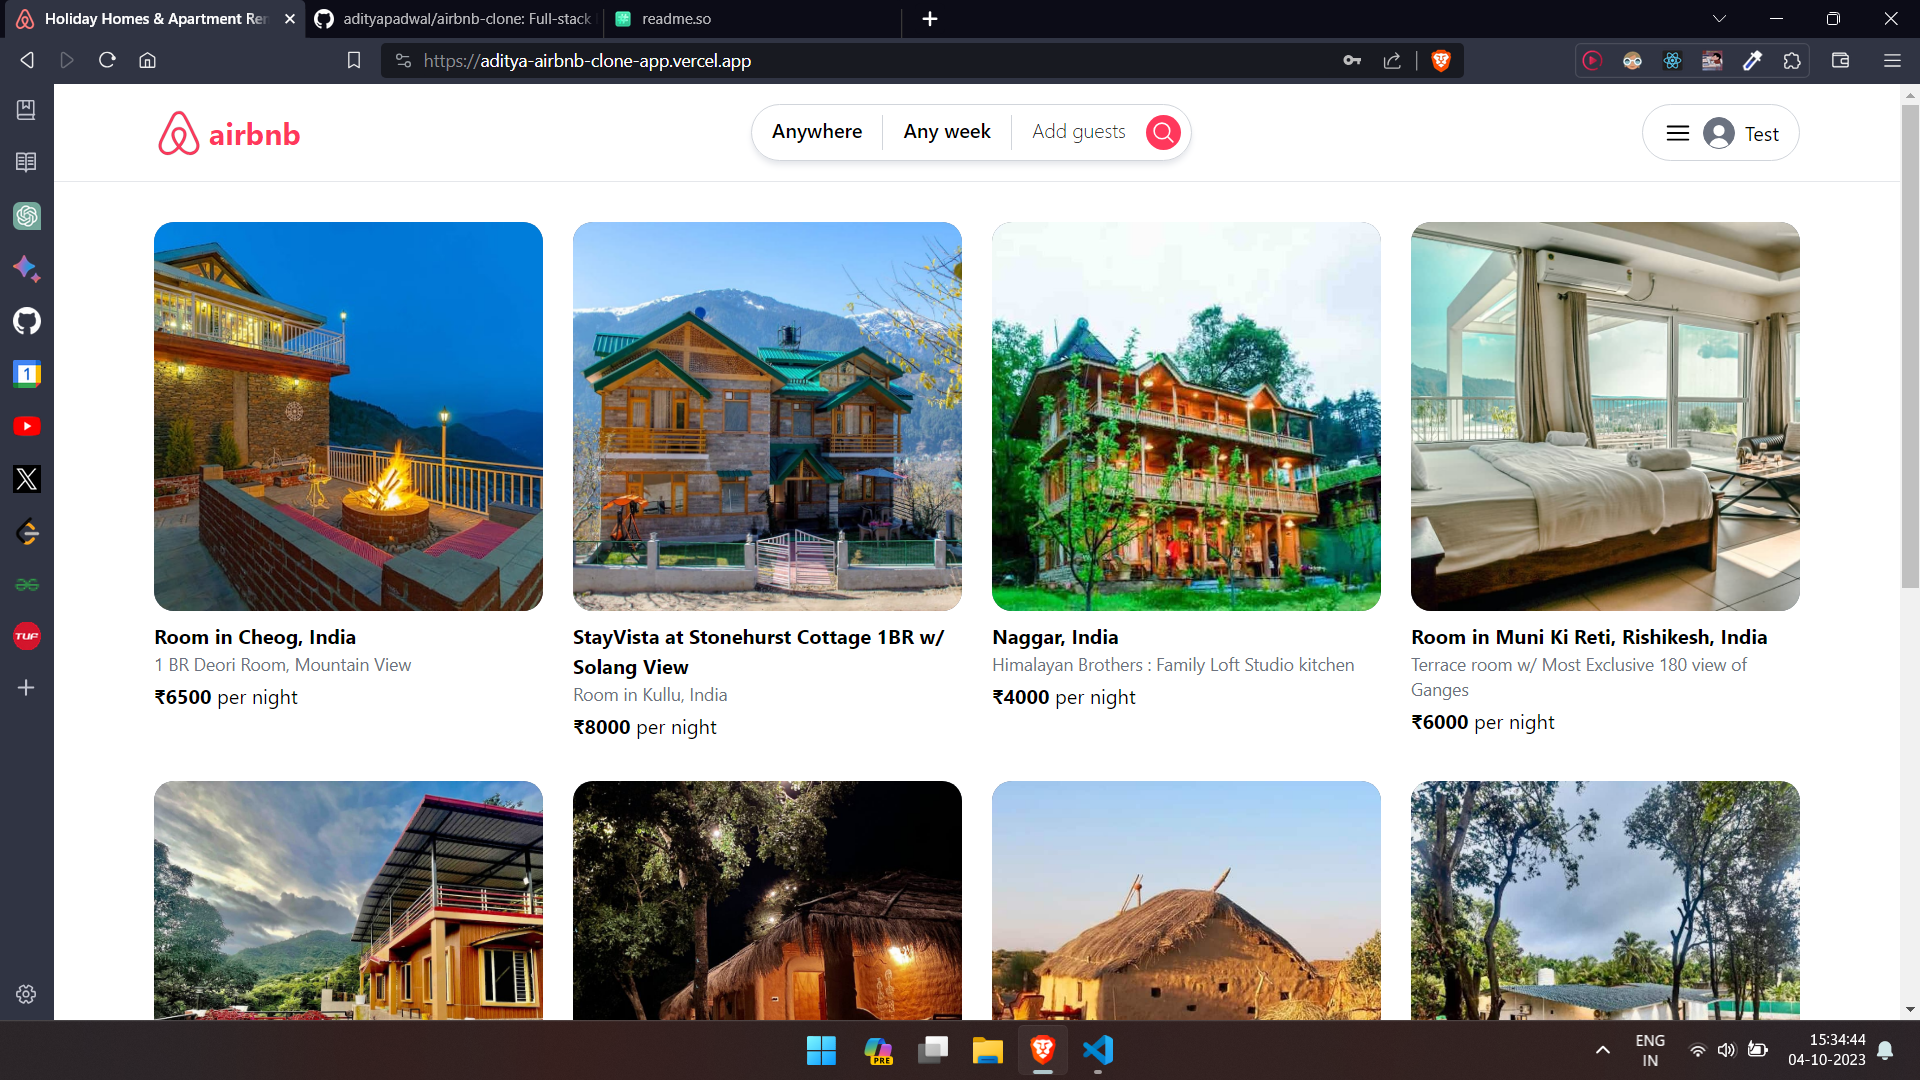 Holiday Homes & Apartment Ren
adityapadwal/airbnb-clone: Full-stack
readme.so
https://aditya-airbnb-clone-app.vercel.app
airbnb
Anywhere
Any week
Add guests
Test
1
TUF
Room in Cheog, India
1 BR Deori Room, Mountain View
₹6500 per night
StayVista at Stonehurst Cottage 1BR w/
Solang View
Room in Kullu, India
₹8000 per night
Naggar, India
Himalayan Brothers : Family Loft Studio kitchen
₹4000 per night
Room in Muni Ki Reti, Rishikesh, India
Terrace room w/ Most Exclusive 180 view of
Ganges
₹6000 per night
PRE
ENG
IN
15:34:44
04-10-2023